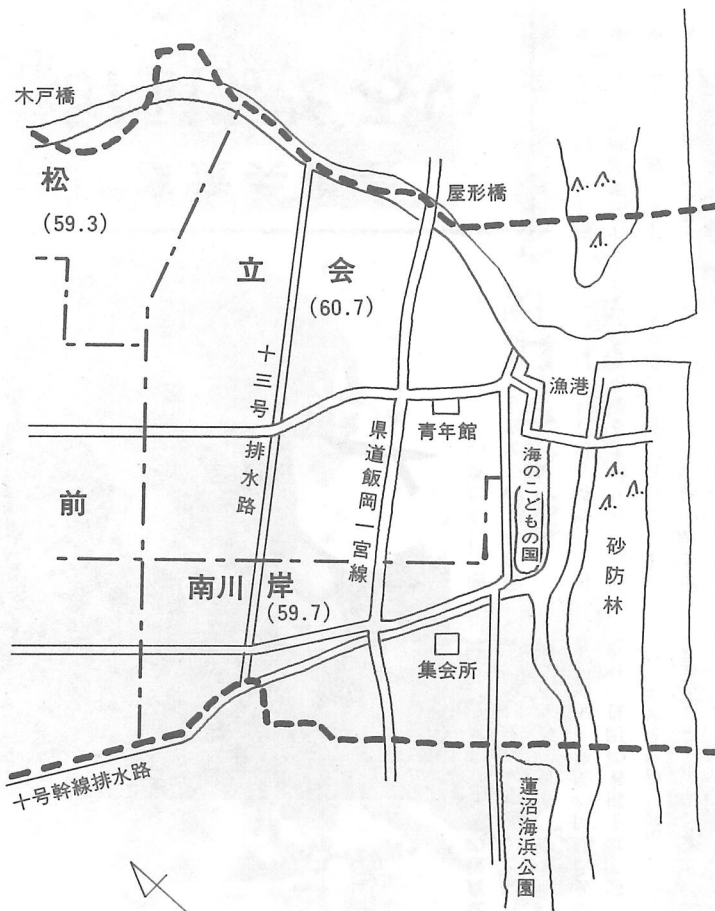 木戸橋
松
(59.3)
屋形橋
立会
(60.7)
十三号排水路
県道飯岡一宮線
青年館
漁港
海のこどもの国
砂防林
前
南川岸
(59.7)
集会所
十号幹線排水路
蓮沼海浜公園